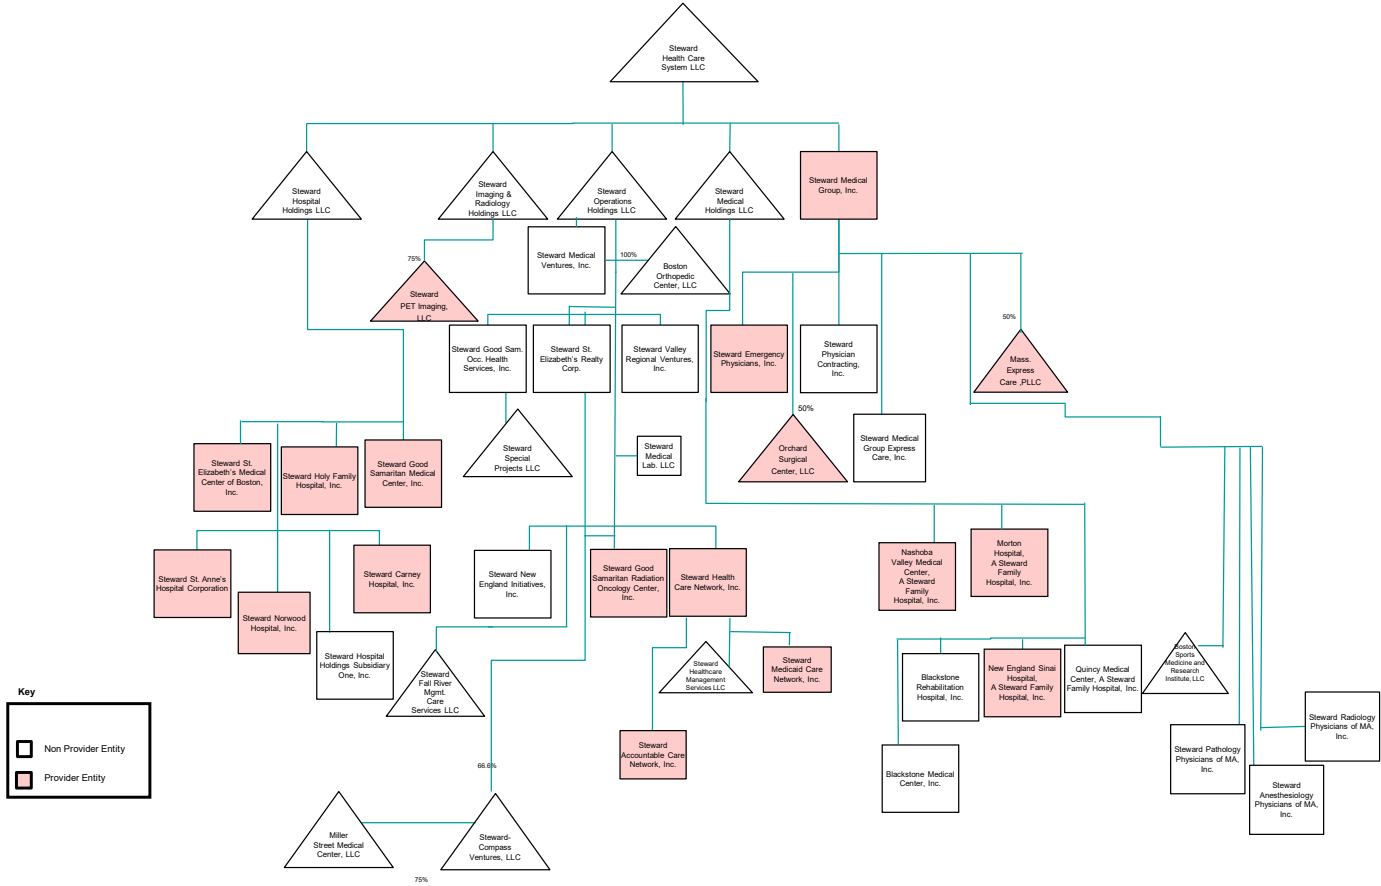 Steward
Health Care
System LLC
Steward
Hospital
Holdings LLC
Steward
Imaging &
Radiology
Holdings LLC
Steward
Operations
Holdings LLC
Steward
Medical
Holdings LLC
Steward Medical
Group, Inc.
75%
Steward
PET Imaging,
LLC
Steward Medical
Ventures, Inc.
100%
Boston
Orthopedic
Center, LLC
Steward Good Sam.
Occ. Health
Services, Inc.
Steward St.
Elizabeth's Realty
Corp.
Steward Valley
Regional Ventures,
Inc.
Steward Emergency
Physicians, Inc.
Steward
Physician
Contracting,
Inc.
50%
Mass.
Express
Care ,PLLC
50%
Orchard
Surgical
Center, LLC
Steward Medical
Group Express
Care, Inc.
Steward
Special
Projects LLC
Steward
Medical
Lab. LLC
Steward St.
Elizabeth's Medical
Center of Boston,
Inc.
Steward Holy Family
Hospital, Inc.
Steward Good
Samaritan Medical
Center, Inc.
Steward St. Anne's
Hospital Corporation
Steward Norwood
Hospital, Inc.
Steward Carney
Hospital, Inc.
Steward Hospital
Holdings Subsidiary
One, Inc.
Steward New
England Initiatives,
Inc.
Steward Good
Samaritan Radiation
Oncology Center,
Inc.
Steward Health
Care Network, Inc.
Nashoba
Valley Medical
Center,
A Steward
Family
Hospital, Inc.
Morton
Hospital,
A Steward
Family
Hospital, Inc.
Steward
Fall River
Mgmt.
Care
Services LLC
Steward
Healthcare
Management
Services LLC
Steward
Medicaid Care
Network, Inc.
Steward
Accountable Care
Network, Inc.
Blackstone
Rehabilitation
Hospital, Inc.
New England Sinai
Hospital,
A Steward Family
Hospital, Inc.
Quincy Medical
Center, A Steward
Family Hospital, Inc.
Boston
Sports
Medicine and
Research
Institute, LLC
Blackstone Medical
Center, Inc.
Steward Pathology
Physicians of MA,
Inc.
Steward Radiology
Physicians of MA,
Inc.
Steward
Anesthesiology
Physicians of MA,
Inc.
66.6%
Miller
Street Medical
Center, LLC
Steward-
Compass
Ventures, LLC
75%
Key
Non Provider Entity
Provider Entity